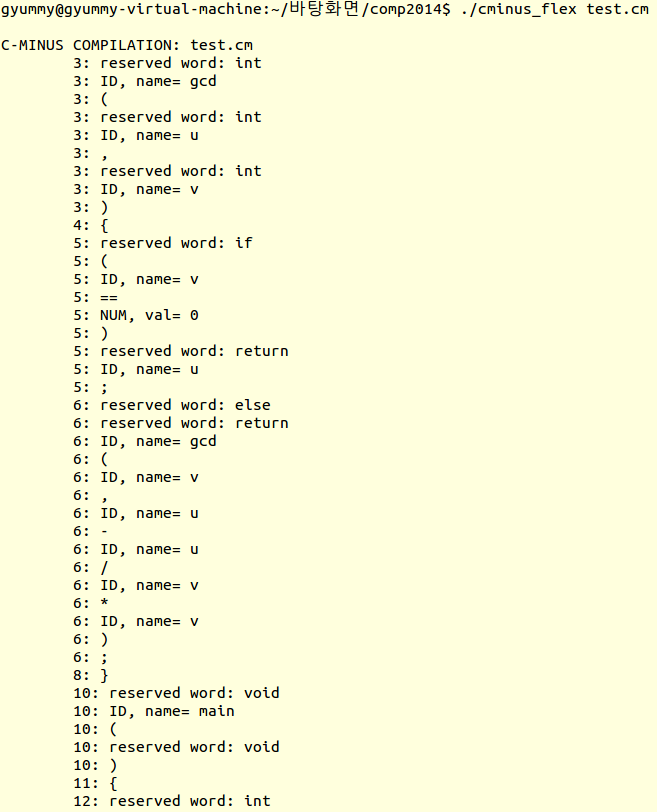 gyummy@gyummy-virtual-machine:~/바탕화면/comp2014$ ./cminus_flex test.cm
C-MINUS COMPILATION: test.cm
3: reserved word: int
3: ID, name= gcd
3: (
3: reserved word: int
3: ID, name= u
3: ,
3: reserved word: int
3: ID, name= v
3: )
4: {
5: reserved word: if
5: (
5: ID, name= v
5: ==
5: NUM, val= 0
5: )
5: reserved word: return
5: ID, name= u
5: ;
6: reserved word: else
6: reserved word: return
6: ID, name= gcd
6: (
6: ID, name= v
6: ,
6: ID, name= u
6: -
6: ID, name= u
6: /
6: ID, name= v
6: *
6: ID, name= v
6: )
6: ;
8: }
10: reserved word: void
10: ID, name= main
10: (
10: reserved word: void
10: )
11: {
12: reserved word: int